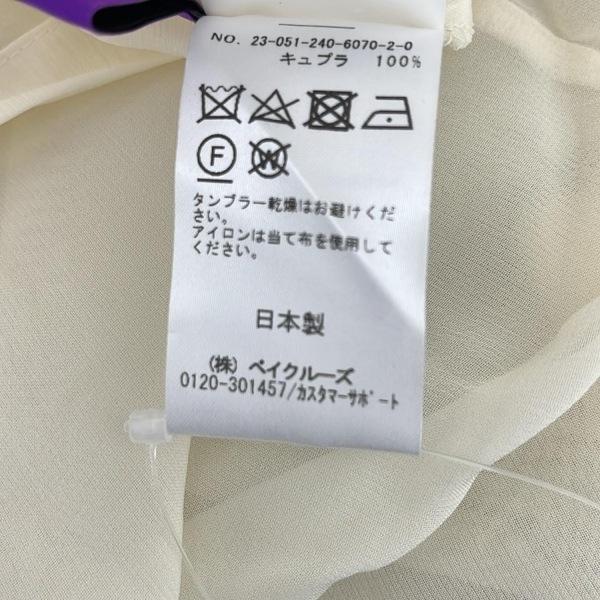 NO. 23-051-240-6070-2-0
キュプラ 100%
F
W
タンブラー乾燥はお避けくだ
さい。
アイロンは当て布を使用して
ください。
日本製
(株) ベイクルーズ
0120-301457/カスタマーサポート